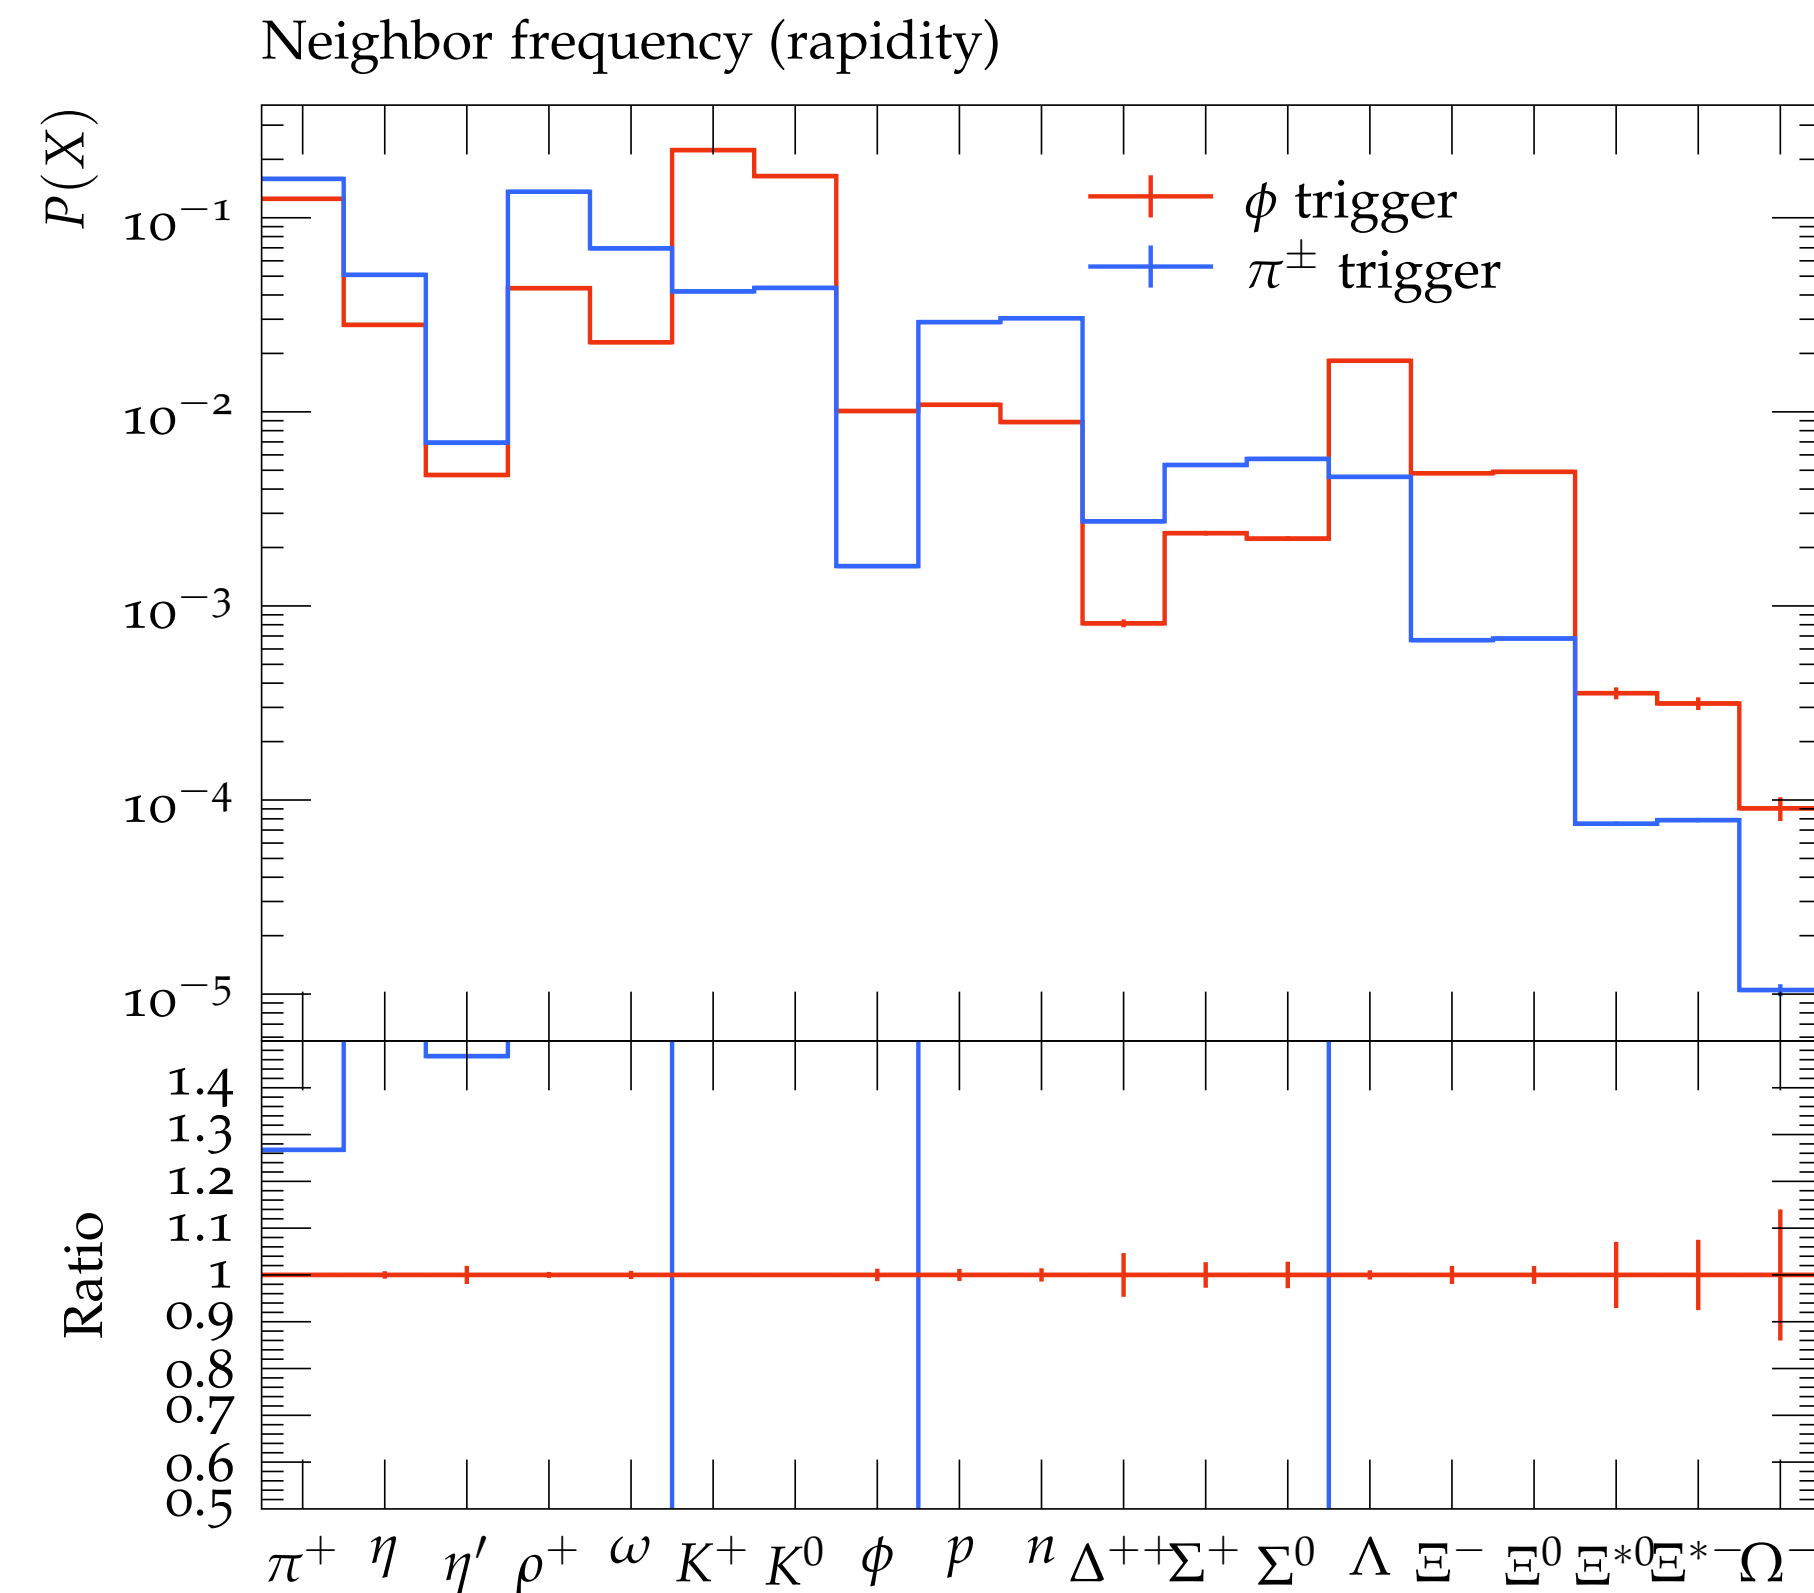 Neighbor frequency (rapidity)
P(X)
10⁻¹
10⁻²
10⁻³
10⁻⁴
10⁻⁵
ϕ trigger
π± trigger
Ratio
1.4
1.3
1.2
1.1
1
0.9
0.8
0.7
0.6
0.5
π⁺ η η′ ρ⁺ ω K⁺ K⁰ ϕ p n Δ⁺⁺ Σ⁺ Σ⁰ Λ Ξ⁻ Ξ⁰ Ξ*⁰ Ξ*⁻ Ω⁻